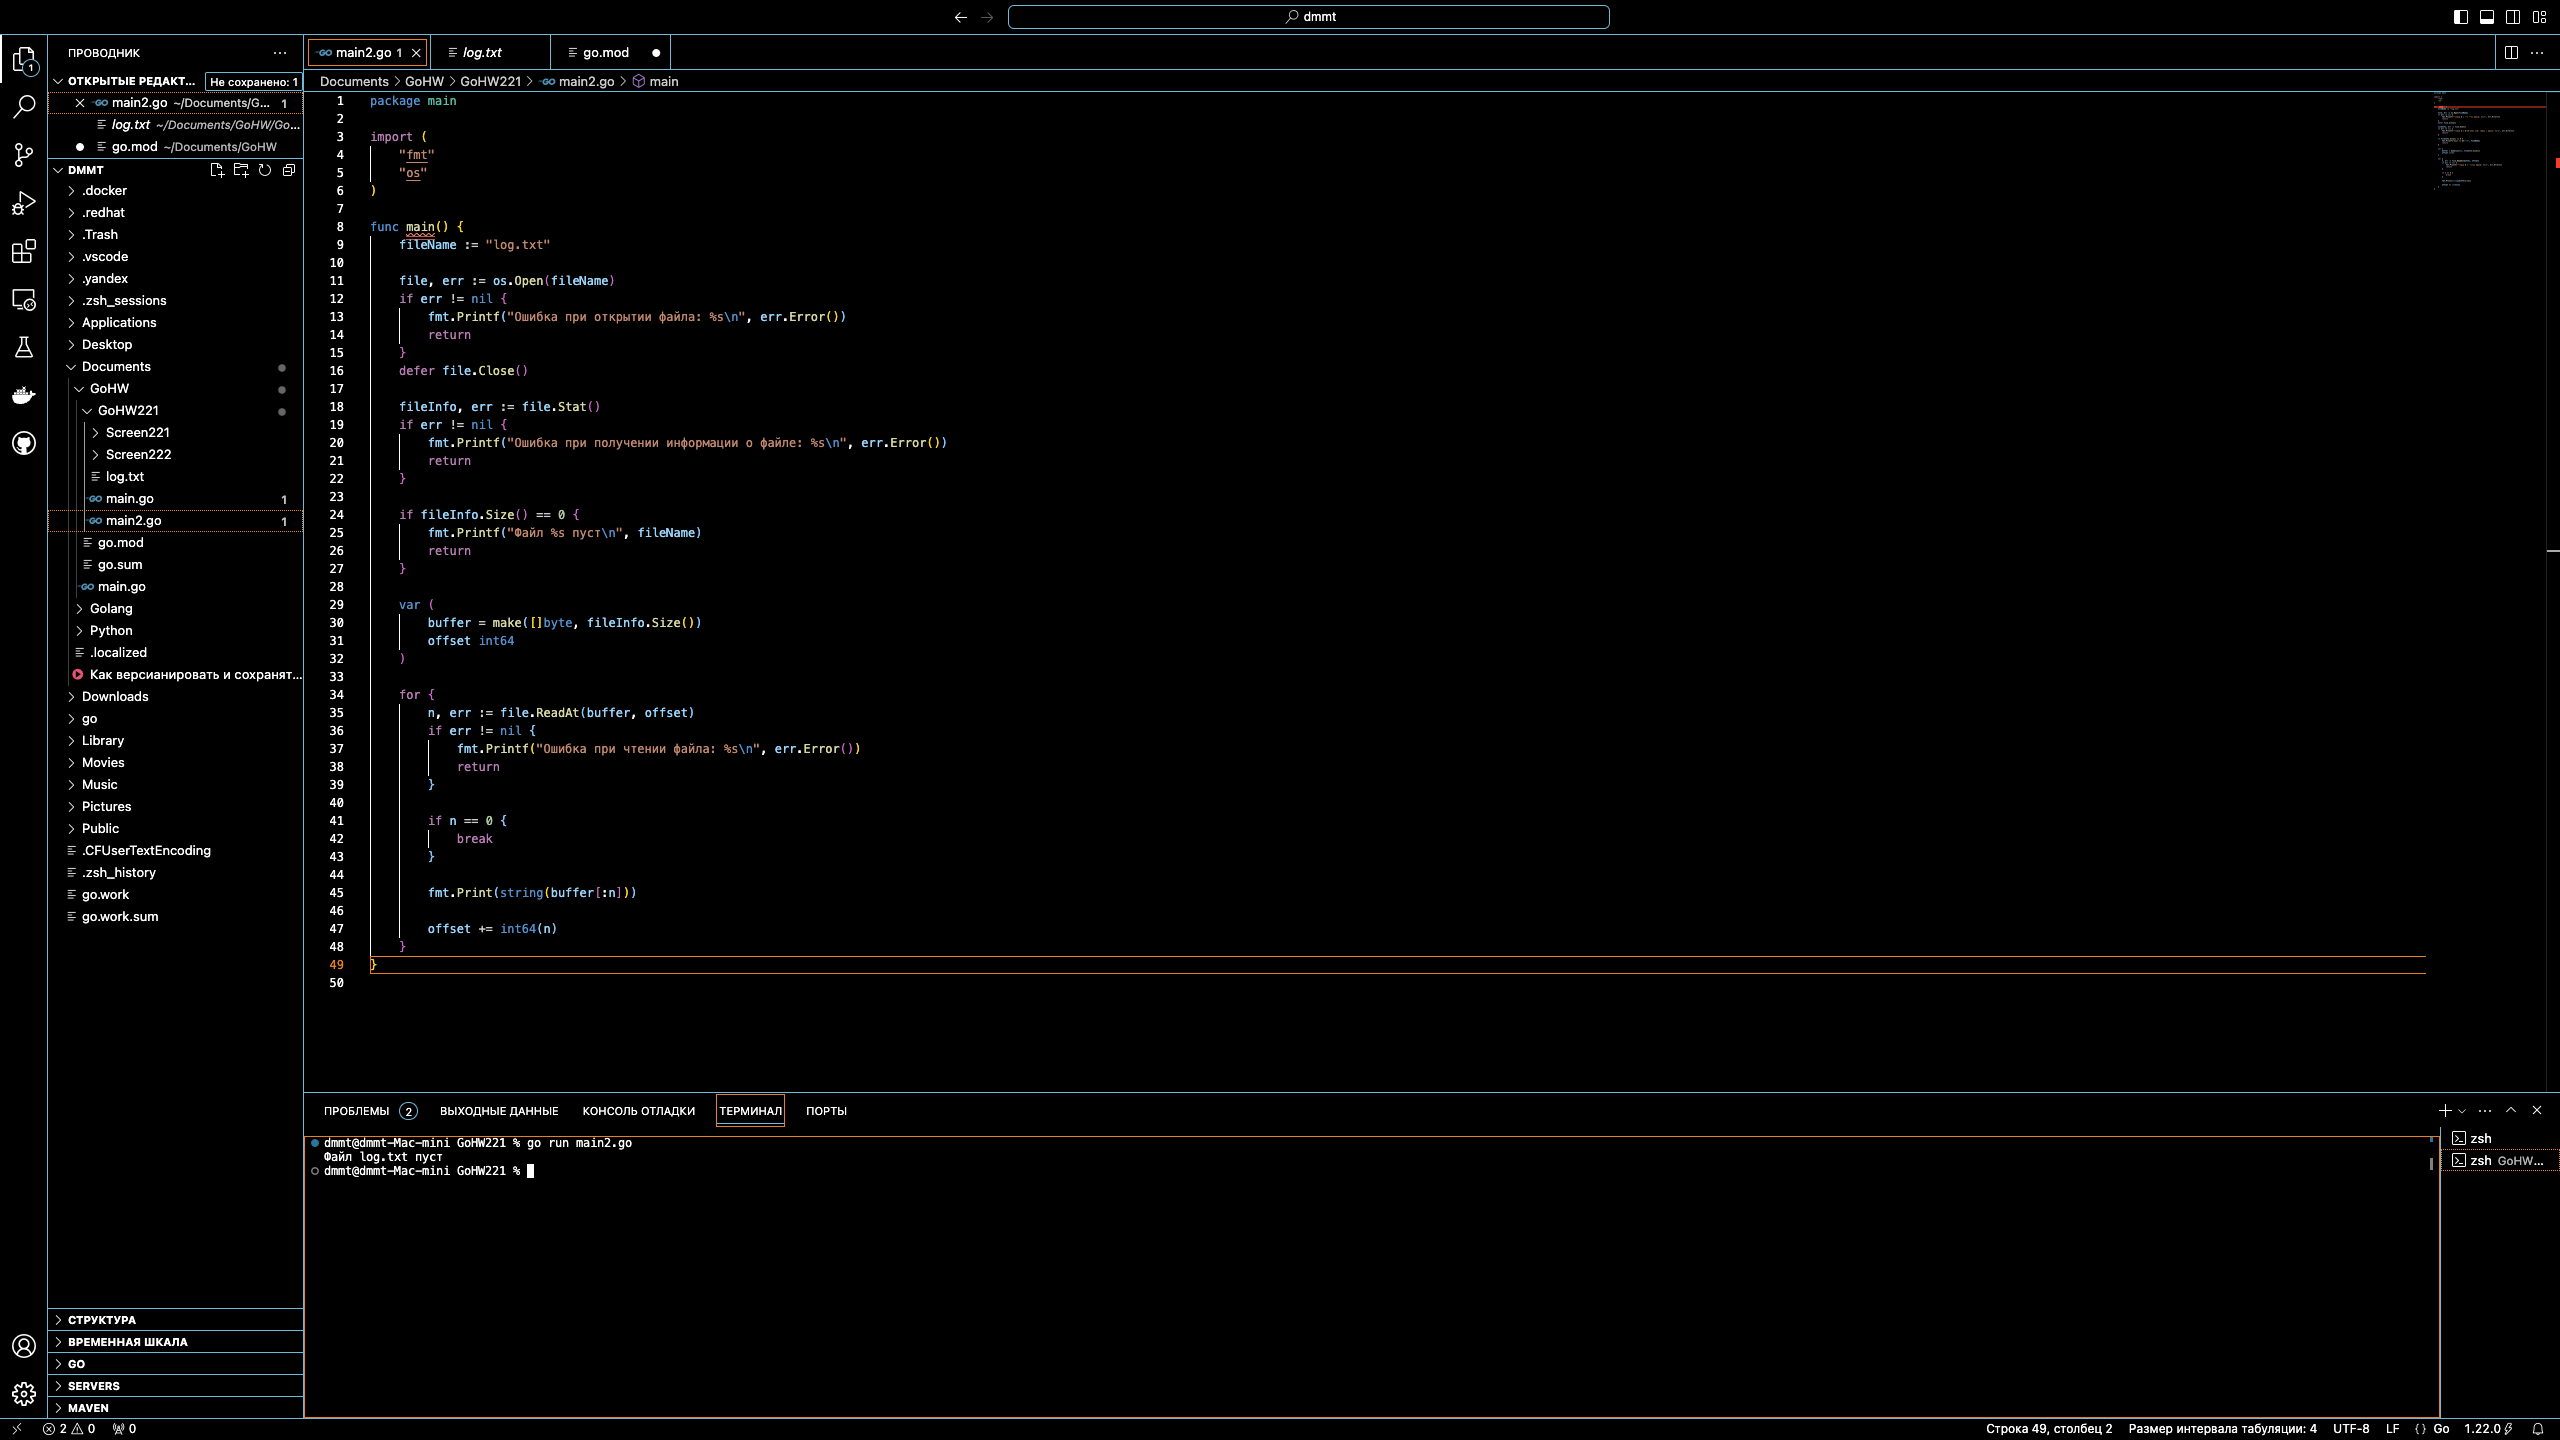 dmmt
ПРОВОДНИК
ОТКРЫТЫЕ РЕДАКТ... Не сохранено: 1
main2.go ~/Documents/G... 1
log.txt ~/Documents/GoHW/Go...
go.mod ~/Documents/GoHW
DMMT
.docker
.redhat
.Trash
.vscode
.yandex
.zsh_sessions
Applications
Desktop
Documents
GoHW
GoHW221
Screen221
Screen222
log.txt
main.go 1
main2.go 1
go.mod
go.sum
main.go
Golang
Python
.localized
Как версианировать и сохранят...
Downloads
go
Library
Movies
Music
Pictures
Public
.CFUserTextEncoding
.zsh_history
go.work
go.work.sum
СТРУКТУРА
ВРЕМЕННАЯ ШКАЛА
GO
SERVERS
MAVEN
main2.go 1 log.txt go.mod
Documents > GoHW > GoHW221 > main2.go > main
1 package main
2
3 import (
4 "fmt"
5 "os"
6 )
7
8 func main() {
9 fileName := "log.txt"
10
11 file, err := os.Open(fileName)
12 if err != nil {
13 fmt.Printf("Ошибка при открытии файла: %s\n", err.Error())
14 return
15 }
16 defer file.Close()
17
18 fileInfo, err := file.Stat()
19 if err != nil {
20 fmt.Printf("Ошибка при получении информации о файле: %s\n", err.Error())
21 return
22 }
23
24 if fileInfo.Size() == 0 {
25 fmt.Printf("Файл %s пуст\n", fileName)
26 return
27 }
28
29 var (
30 buffer = make([]byte, fileInfo.Size())
31 offset int64
32 )
33
34 for {
35 n, err := file.ReadAt(buffer, offset)
36 if err != nil {
37 fmt.Printf("Ошибка при чтении файла: %s\n", err.Error())
38 return
39 }
40
41 if n == 0 {
42 break
43 }
44
45 fmt.Print(string(buffer[:n]))
46
47 offset += int64(n)
48 }
49 }
50
ПРОБЛЕМЫ 2 ВЫХОДНЫЕ ДАННЫЕ КОНСОЛЬ ОТЛАДКИ ТЕРМИНАЛ ПОРТЫ
dmmt@dmmt-Mac-mini GoHW221 % go run main2.go
Файл log.txt пуст
dmmt@dmmt-Mac-mini GoHW221 %
zsh
zsh GoHW...
2 0 0
Строка 49, столбец 2 Размер интервала табуляции: 4 UTF-8 LF {} Go 1.22.0